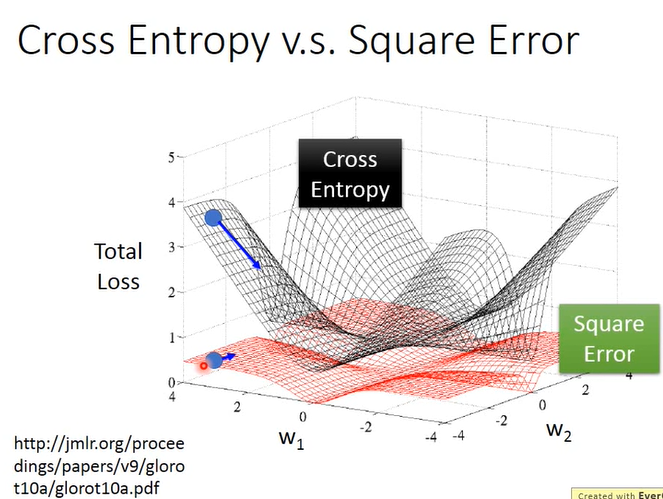 Cross Entropy v.s. Square Error
Cross
Entropy
Total
Loss
5
4
3
2
1
0
Square
Error
4
2
0
-2
-4
-4
-2
0
2
4
w1
w2
http://jmlr.org/procee
dings/papers/v9/gloro
t10a/glorot10a.pdf
Created with